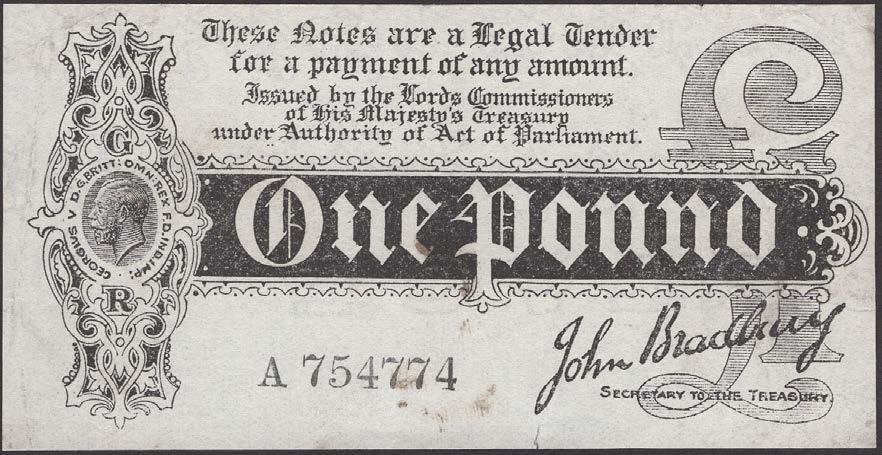 These Notes are a Legal Tender
for a payment of any amount.
Issued by the Lords Commissioners
of His Majesty's Treasury
under Authority of Act of Parliament.
£1
G
GEORGIVS V D.G.BRITT: OMN:REX F.D.IND:IMP:
R
One Pound
£1
John Bradbury
A 754774
SECRETARY TO THE TREASURY.